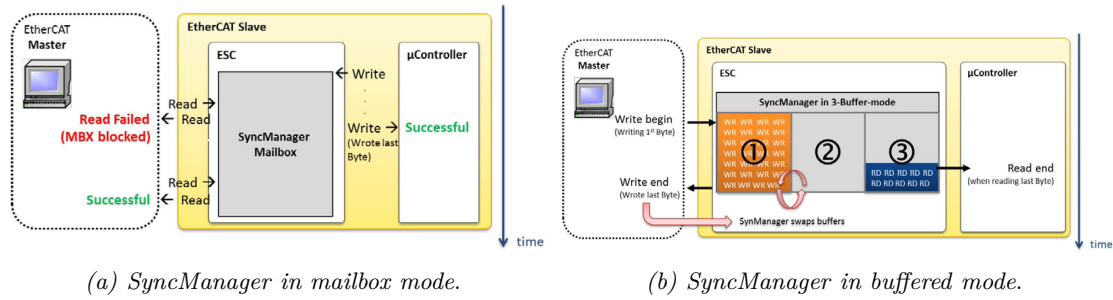 EtherCAT Slave
EtherCAT
Master
ESC
µController
Write
Read
Read
Read Failed
(MBX blocked)
SyncManager
Mailbox
Write
(Wrote last
Byte)
Successful
Read
Read
Successful
time
(a) SyncManager in mailbox mode.
EtherCAT Slave
EtherCAT
Master
ESC
µController
SyncManager in 3-Buffer-mode
Write begin
(Writing 1st Byte)
WR WR WR WR
WR WR WR WR
WR WR WR WR
WR WR WR WR
WR WR WR WR
WR WR WR WR
WR WR WR WR
1
2
3
RD RD RD RD RD
RD RD RD RD RD
Read end
(when reading last Byte)
Write end
(Wrote last Byte)
SynManager swaps buffers
time
(b) SyncManager in buffered mode.